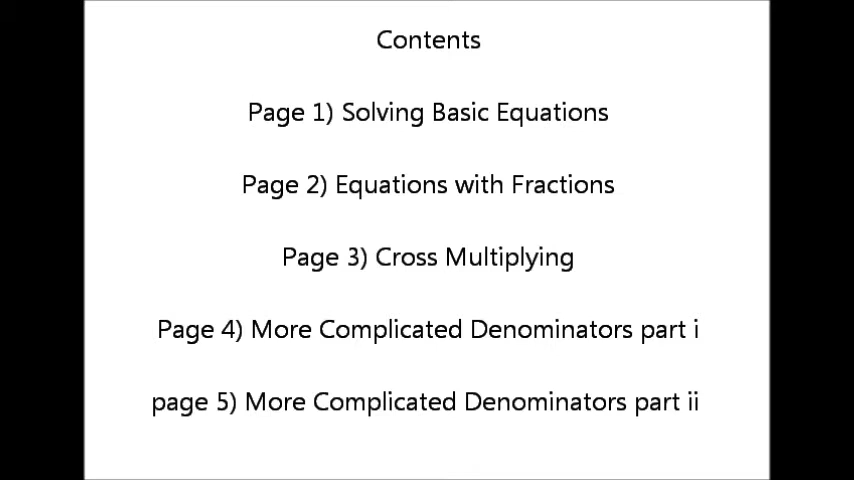 Contents
Page 1) Solving Basic Equations
Page 2) Equations with Fractions
Page 3) Cross Multiplying
Page 4) More Complicated Denominators part i
page 5) More Complicated Denominators part ii